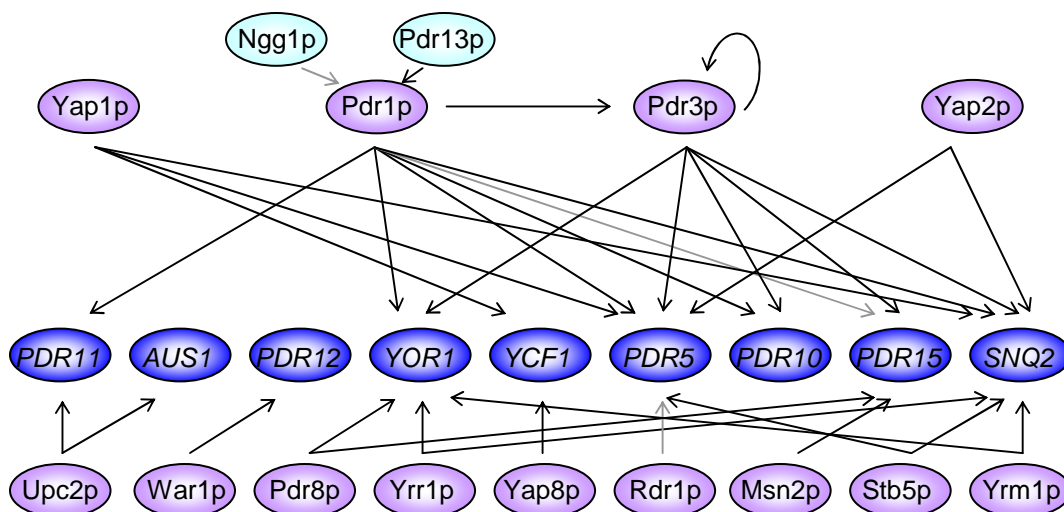 Ngg1p Pdr13p
Yap1p Pdr1p Pdr3p Yap2p
PDR11 AUS1 PDR12 YOR1 YCF1 PDR5 PDR10 PDR15 SNQ2
Upc2p War1p Pdr8p Yrr1p Yap8p Rdr1p Msn2p Stb5p Yrm1p